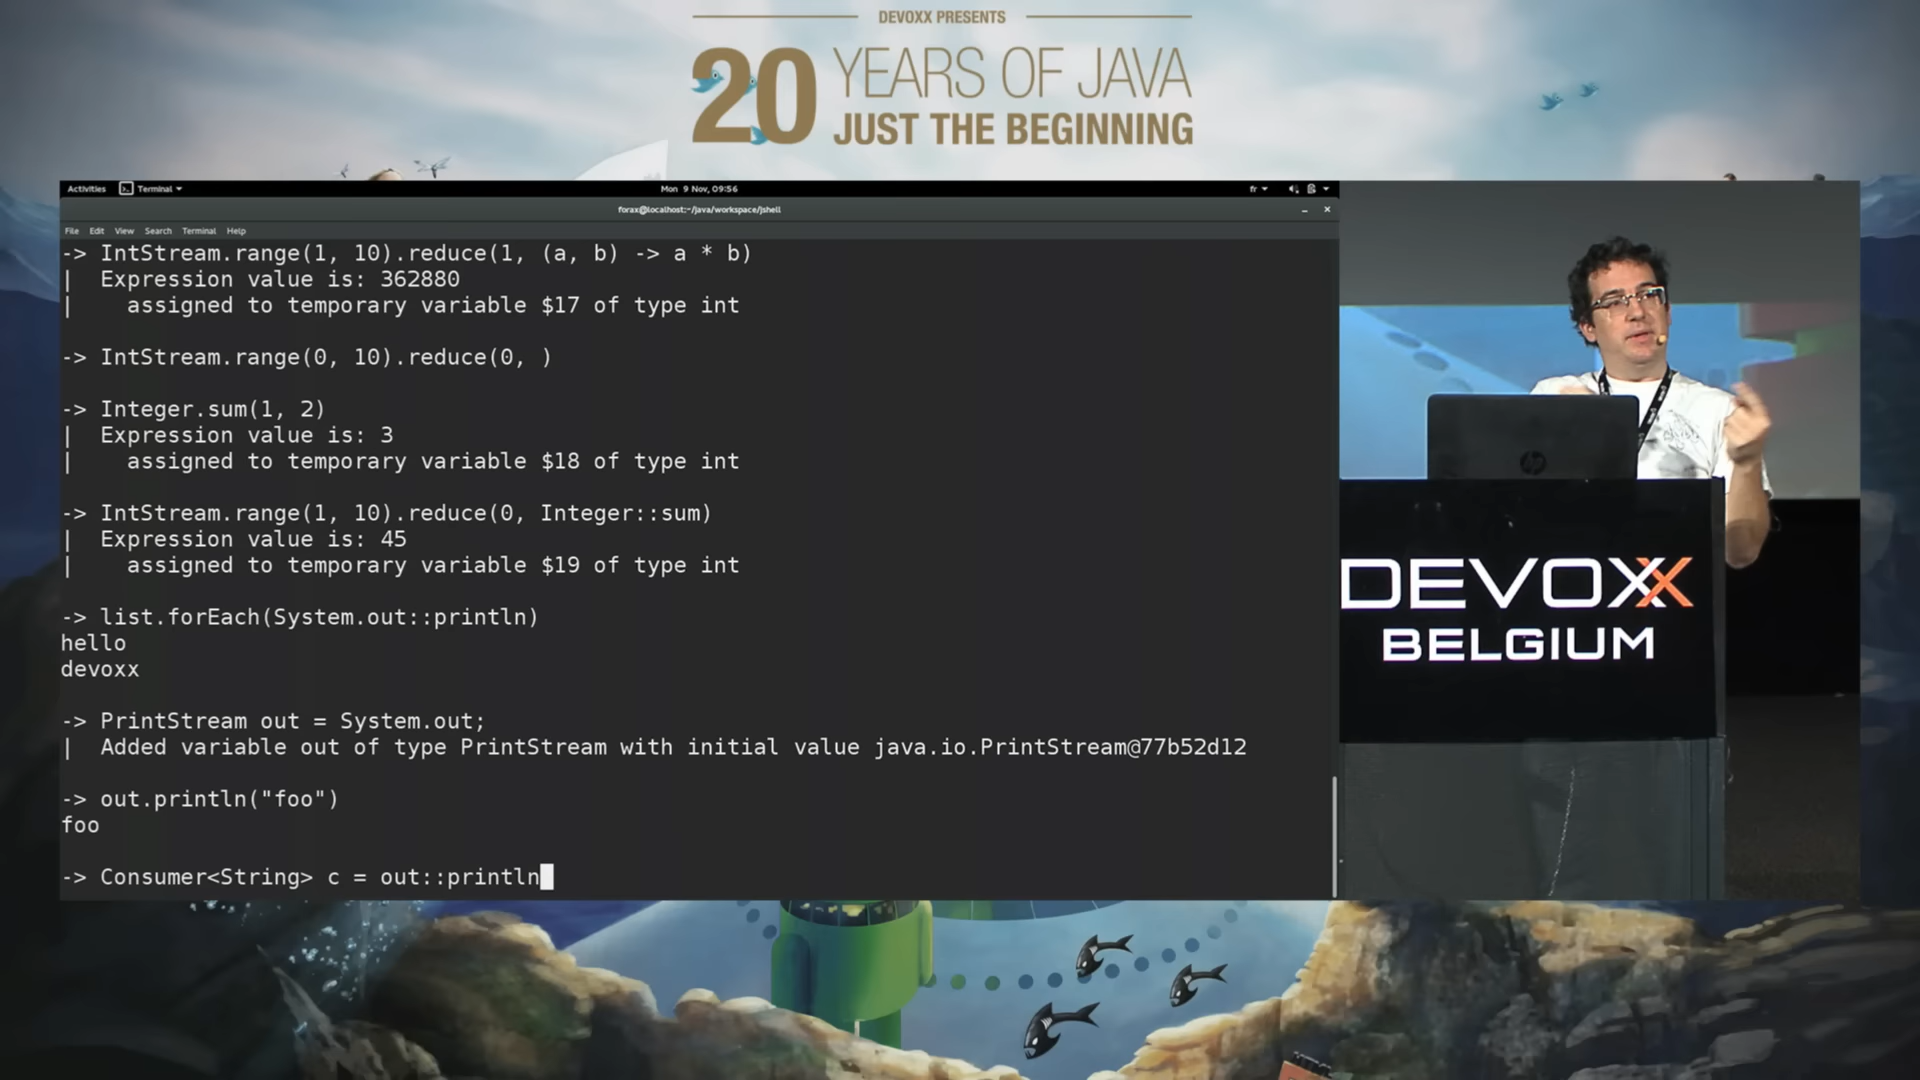 DEVOXX PRESENTS
20 YEARS OF JAVA
JUST THE BEGINNING
Activities Terminal Mon 9 Nov, 09:56 fr
forax@localhost:~/java/workspace/jshell
File Edit View Search Terminal Help
-> IntStream.range(1, 10).reduce(1, (a, b) -> a * b)
| Expression value is: 362880
| assigned to temporary variable $17 of type int
-> IntStream.range(0, 10).reduce(0, )
-> Integer.sum(1, 2)
| Expression value is: 3
| assigned to temporary variable $18 of type int
-> IntStream.range(1, 10).reduce(0, Integer::sum)
| Expression value is: 45
| assigned to temporary variable $19 of type int
-> list.forEach(System.out::println)
hello
devoxx
-> PrintStream out = System.out;
| Added variable out of type PrintStream with initial value java.io.PrintStream@77b52d12
-> out.println("foo")
foo
-> Consumer<String> c = out::println
hp
DEVOXX
BELGIUM